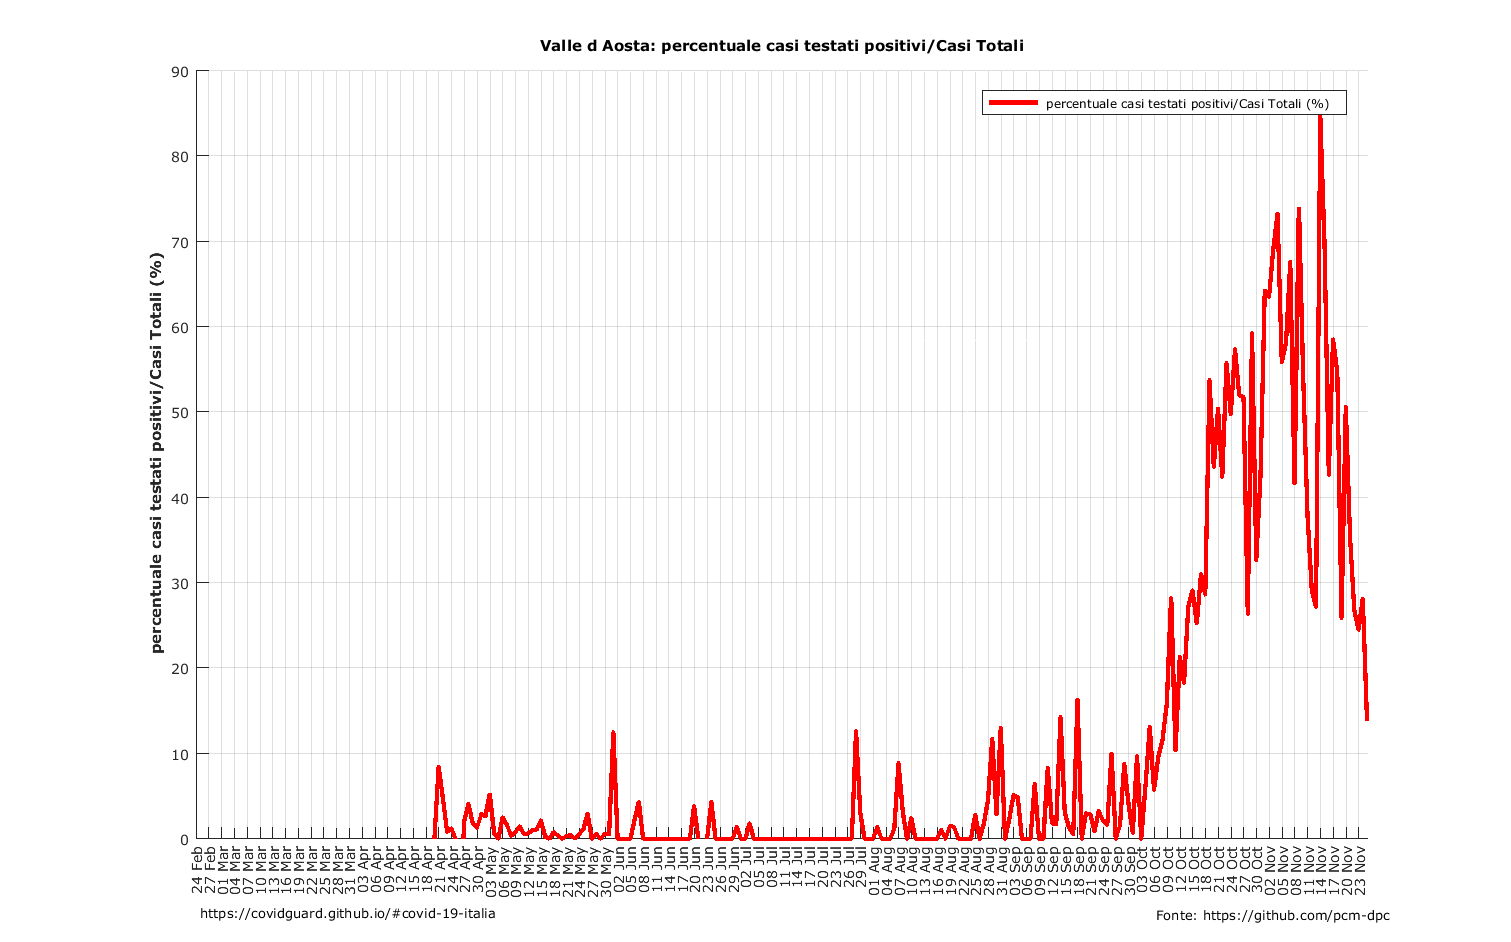 Valle d Aosta: percentuale casi testati positivi/Casi Totali
percentuale casi testati positivi/Casi Totali (%)
percentuale casi testati positivi/Casi Totali (%)
90
80
70
60
50
40
30
20
10
0
24 Feb
27 Feb
01 Mar
04 Mar
07 Mar
10 Mar
13 Mar
16 Mar
19 Mar
22 Mar
25 Mar
28 Mar
31 Mar
03 Apr
06 Apr
09 Apr
12 Apr
15 Apr
18 Apr
21 Apr
24 Apr
27 Apr
30 Apr
03 May
06 May
09 May
12 May
15 May
18 May
21 May
24 May
27 May
30 May
02 Jun
05 Jun
08 Jun
11 Jun
14 Jun
17 Jun
20 Jun
23 Jun
26 Jun
29 Jun
02 Jul
05 Jul
08 Jul
11 Jul
14 Jul
17 Jul
20 Jul
23 Jul
26 Jul
29 Jul
01 Aug
04 Aug
07 Aug
10 Aug
13 Aug
16 Aug
19 Aug
22 Aug
25 Aug
28 Aug
31 Aug
03 Sep
06 Sep
09 Sep
12 Sep
15 Sep
18 Sep
21 Sep
24 Sep
27 Sep
30 Sep
03 Oct
06 Oct
09 Oct
12 Oct
15 Oct
18 Oct
21 Oct
24 Oct
27 Oct
30 Oct
02 Nov
05 Nov
08 Nov
11 Nov
14 Nov
17 Nov
20 Nov
23 Nov
https://covidguard.github.io/#covid-19-italia
Fonte: https://github.com/pcm-dpc